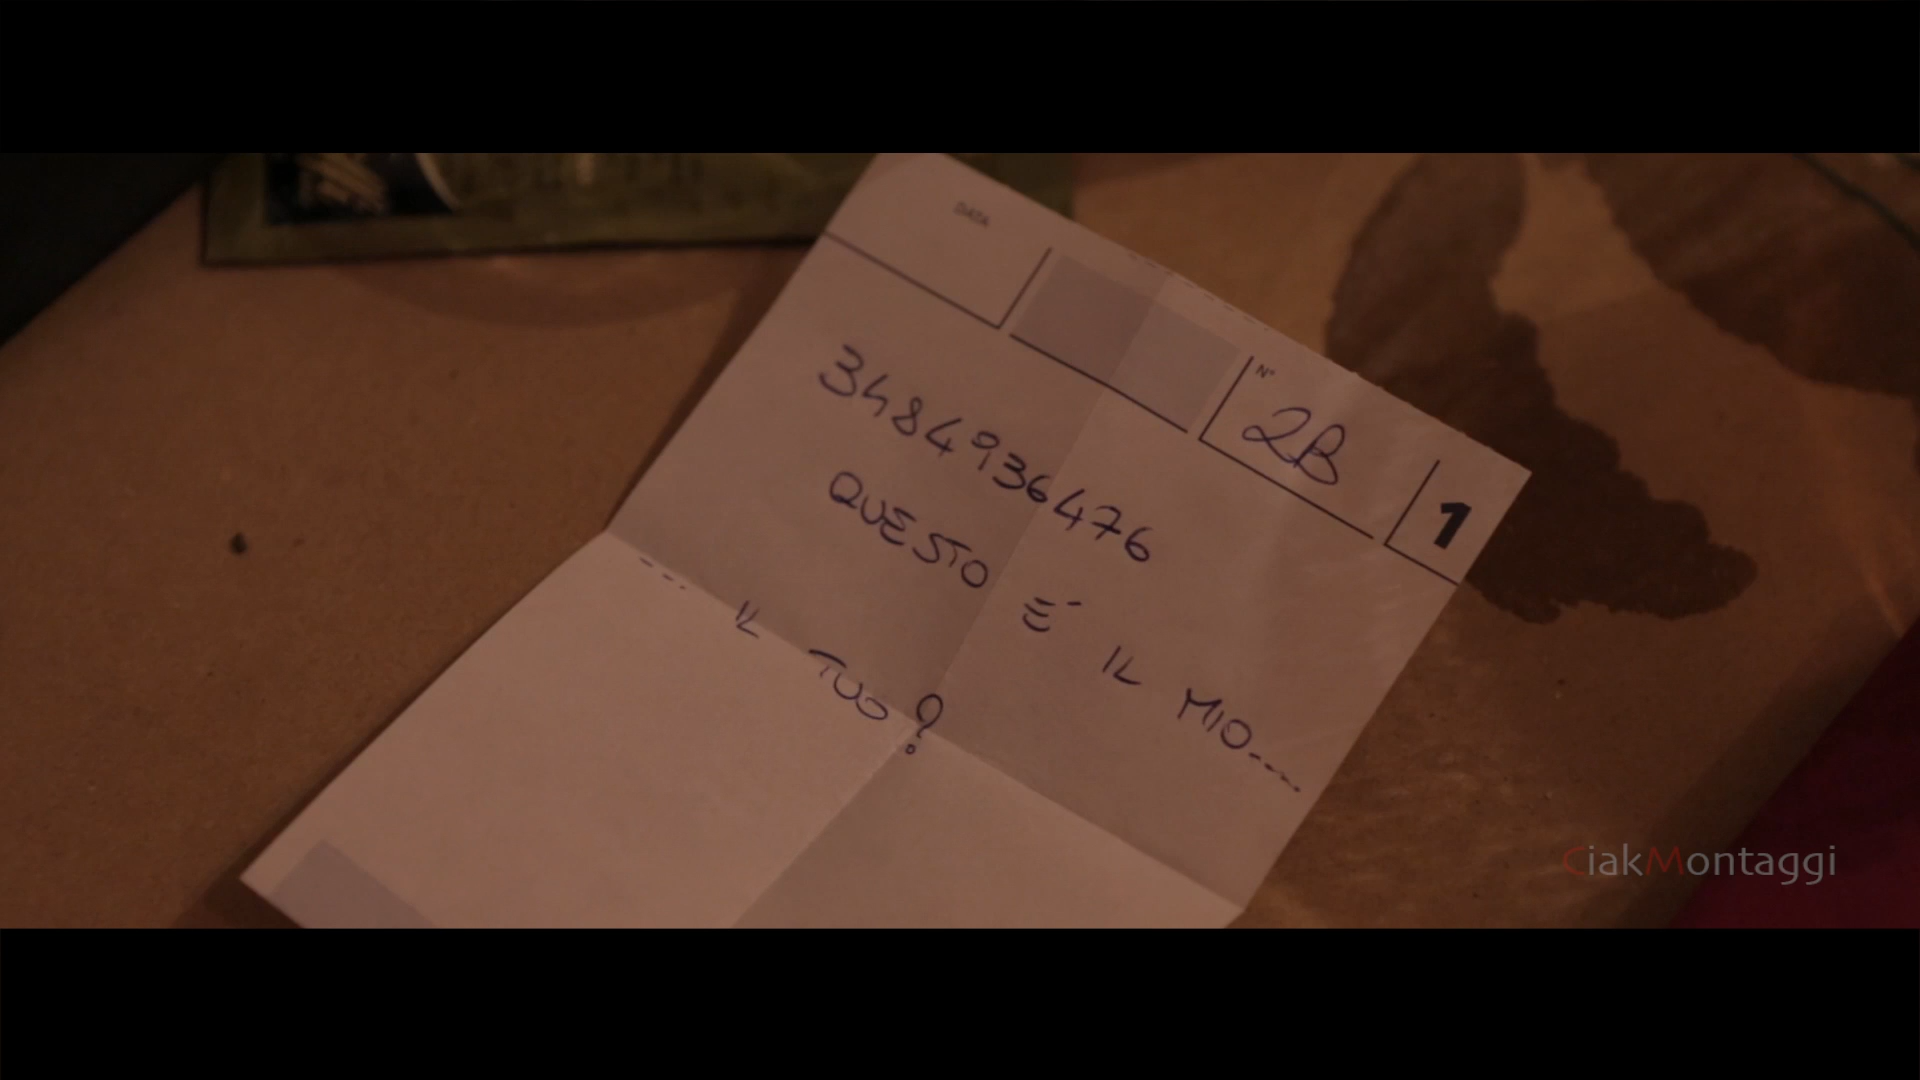 DATA
N° 2B 1
3484936476
QUESTO É IL MIO....
IL TUO?
CiakMontaggi